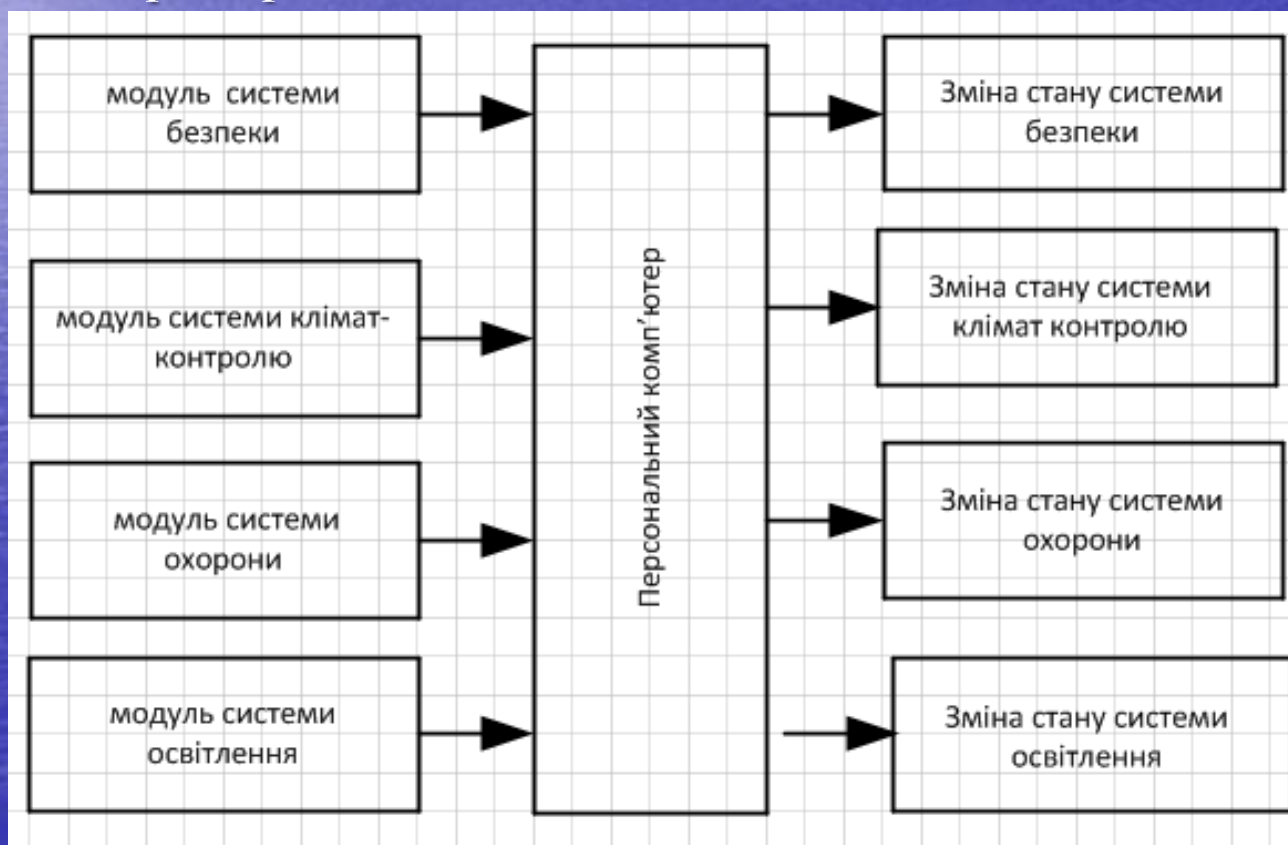 модуль системи
безпеки
модуль системи клімат-
контролю
модуль системи
охорони
модуль системи
освітлення
Персональний комп’ютер
Зміна стану системи
безпеки
Зміна стану системи
клімат контролю
Зміна стану системи
охорони
Зміна стану системи
освітлення